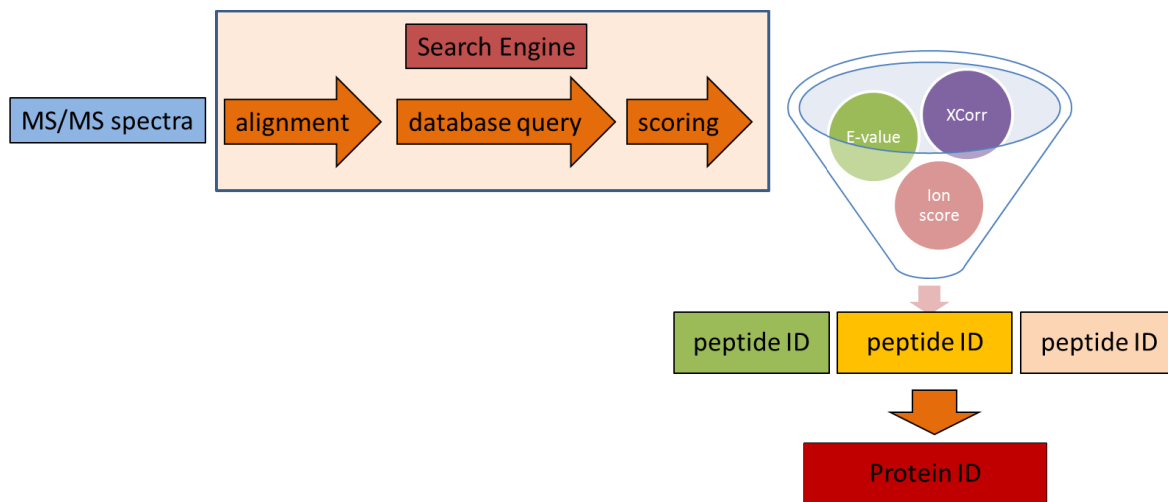 Search Engine
MS/MS spectra
alignment
database query
scoring
E-value
XCorr
Ion
score
peptide ID
peptide ID
peptide ID
Protein ID